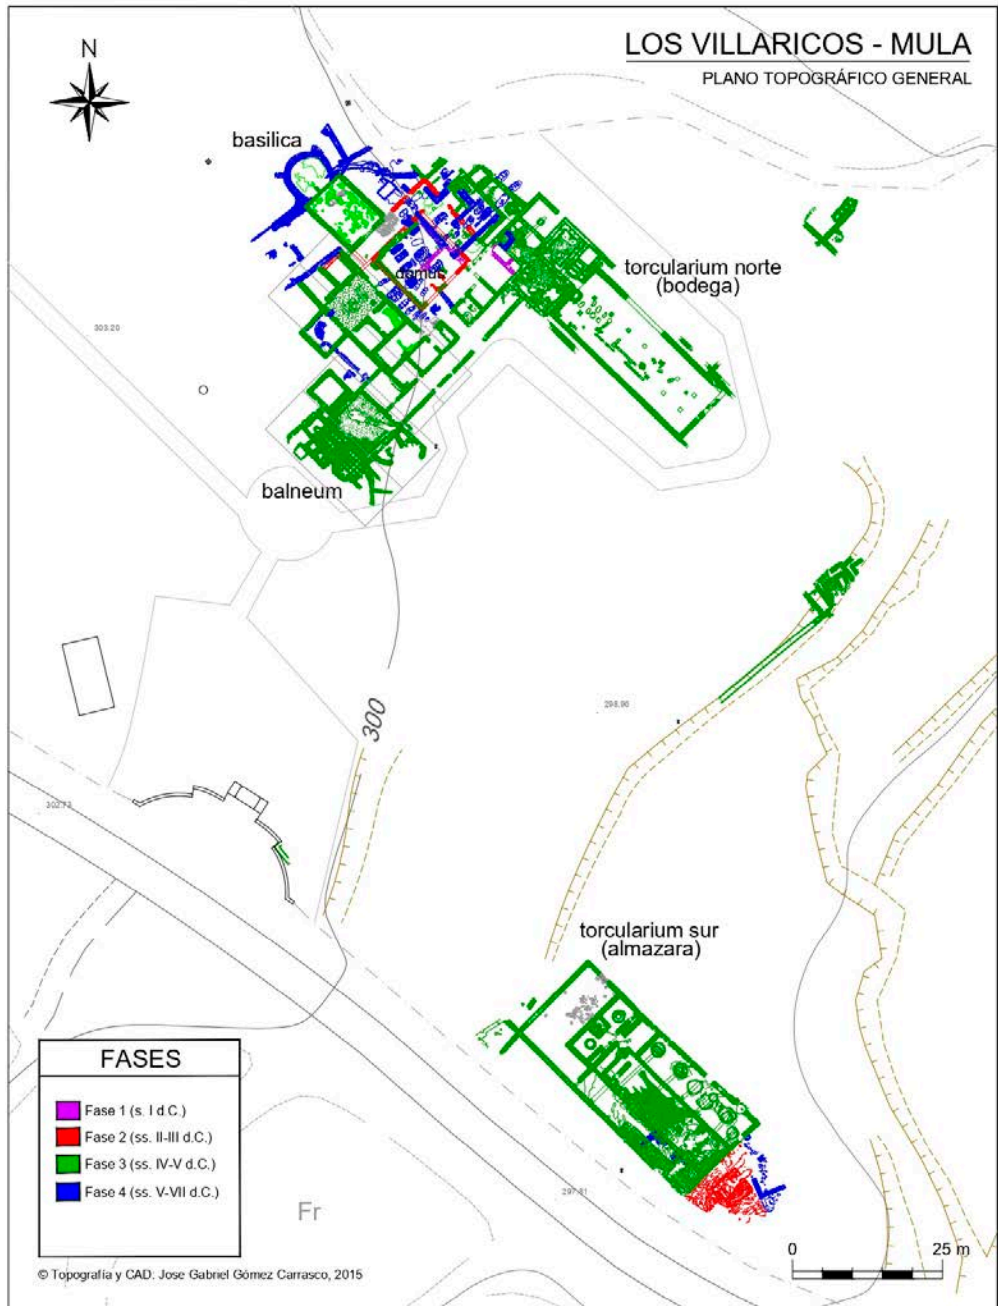 LOS VILLARICOS - MULA
PLANO TOPOGRÁFICO GENERAL
N
basilica
domus
torcularium norte
(bodega)
303.20
balneum
300
298.90
302.73
torcularium sur
(almazara)
FASES
Fase 1 (s. I d.C.)
Fase 2 (ss. II-III d.C.)
Fase 3 (ss. IV-V d.C.)
Fase 4 (ss. V-VII d.C.)
297.81
Fr
0 25 m
© Topografía y CAD: Jose Gabriel Gómez Carrasco, 2015